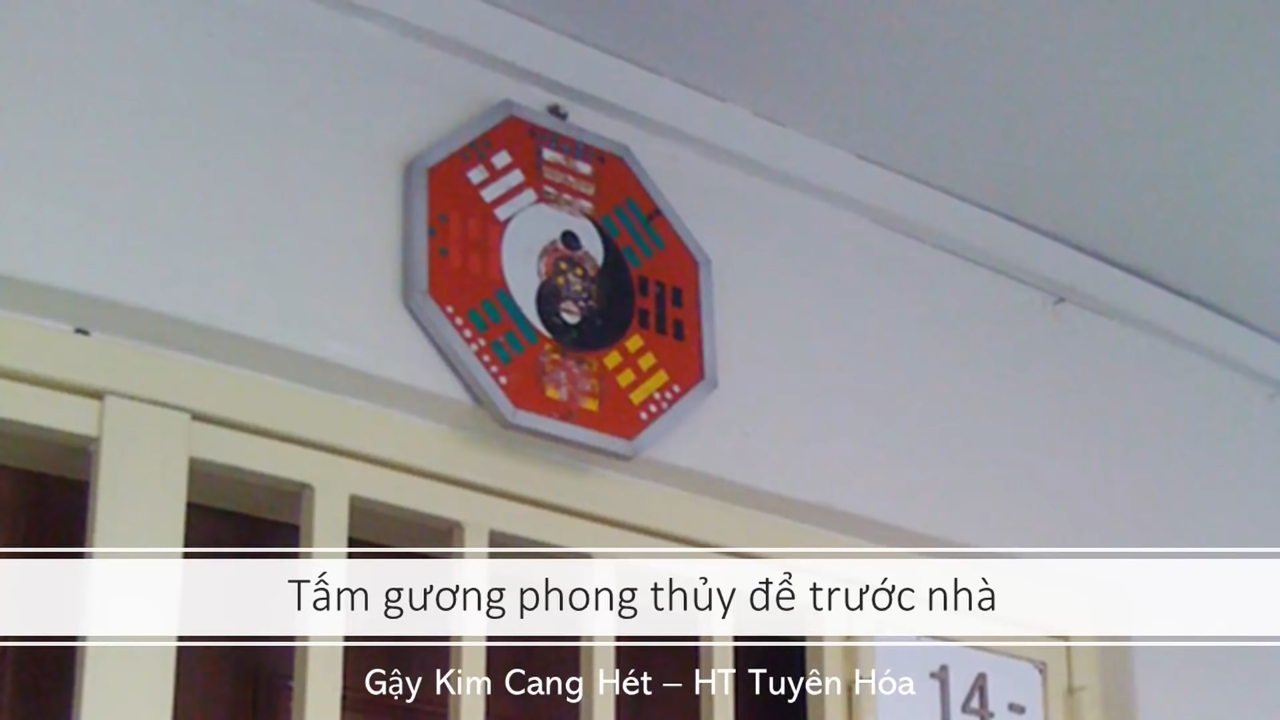 Tấm gương phong thủy để trước nhà
Gậy Kim Cang Hét – HT Tuyên Hóa
14-